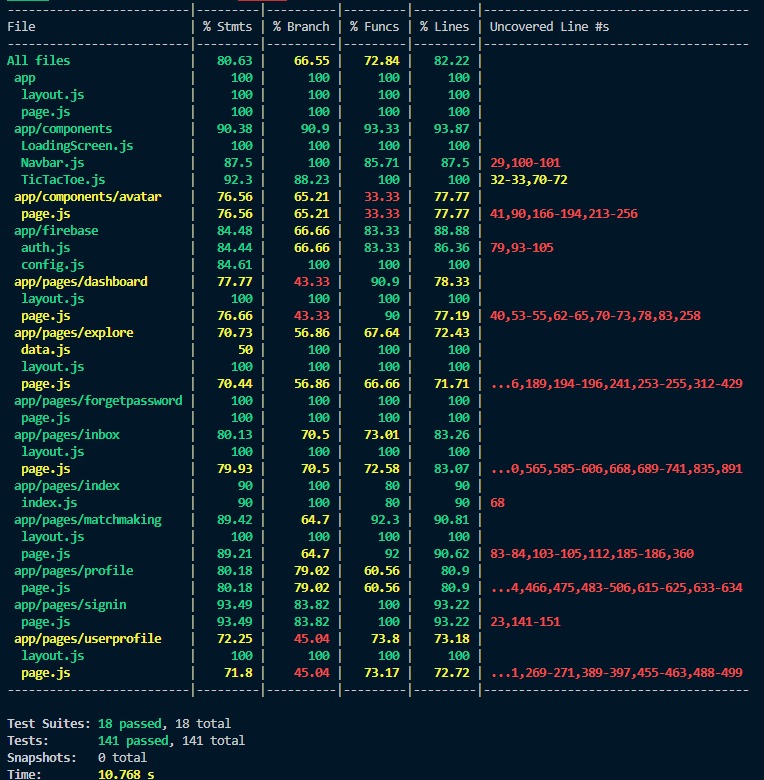 -------------------------|---------|----------|---------|---------|-----------------------------------
File                     | % Stmts | % Branch | % Funcs | % Lines | Uncovered Line #s
-------------------------|---------|----------|---------|---------|-----------------------------------
All files                |   80.63 |    66.55 |   72.84 |   82.22 |
 app                     |     100 |      100 |     100 |     100 |
  layout.js              |     100 |      100 |     100 |     100 |
  page.js                |     100 |      100 |     100 |     100 |
 app/components          |   90.38 |     90.9 |   93.33 |   93.87 |
  LoadingScreen.js       |     100 |      100 |     100 |     100 |
  Navbar.js              |    87.5 |      100 |   85.71 |    87.5 | 29,100-101
  TicTacToe.js           |    92.3 |    88.23 |     100 |     100 | 32-33,70-72
 app/components/avatar   |   76.56 |    65.21 |   33.33 |   77.77 |
  page.js                |   76.56 |    65.21 |   33.33 |   77.77 | 41,90,166-194,213-256
 app/firebase            |   84.48 |    66.66 |   83.33 |   88.88 |
  auth.js                |   84.44 |    66.66 |   83.33 |   86.36 | 79,93-105
  config.js              |   84.61 |      100 |     100 |     100 |
 app/pages/dashboard     |   77.77 |    43.33 |    90.9 |   78.33 |
  layout.js              |     100 |      100 |     100 |     100 |
  page.js                |   76.66 |    43.33 |      90 |   77.19 | 40,53-55,62-65,70-73,78,83,258
 app/pages/explore       |   70.73 |    56.86 |   67.64 |   72.43 |
  data.js                |      50 |      100 |     100 |     100 |
  layout.js              |     100 |      100 |     100 |     100 |
  page.js                |   70.44 |    56.86 |   66.66 |   71.71 | ...6,189,194-196,241,253-255,312-429
 app/pages/forgetpassword |     100 |      100 |     100 |     100 |
  page.js                |     100 |      100 |     100 |     100 |
 app/pages/inbox         |   80.13 |     70.5 |   73.01 |   83.26 |
  layout.js              |     100 |      100 |     100 |     100 |
  page.js                |   79.93 |     70.5 |   72.58 |   83.07 | ...0,565,585-606,668,689-741,835,891
 app/pages/index         |      90 |      100 |      80 |      90 |
  index.js               |      90 |      100 |      80 |      90 | 68
 app/pages/matchmaking   |   89.42 |     64.7 |    92.3 |   90.81 |
  layout.js              |     100 |      100 |     100 |     100 |
  page.js                |   89.21 |     64.7 |      92 |   90.62 | 83-84,103-105,112,185-186,360
 app/pages/profile       |   80.18 |    79.02 |   60.56 |    80.9 |
  page.js                |   80.18 |    79.02 |   60.56 |    80.9 | ...4,466,475,483-506,615-625,633-634
 app/pages/signin        |   93.49 |    83.82 |     100 |   93.22 |
  page.js                |   93.49 |    83.82 |     100 |   93.22 | 23,141-151
 app/pages/userprofile   |   72.25 |    45.04 |    73.8 |   73.18 |
  layout.js              |     100 |      100 |     100 |     100 |
  page.js                |    71.8 |    45.04 |   73.17 |   72.72 | ...1,269-271,389-397,455-463,488-499
-------------------------|---------|----------|---------|---------|-----------------------------------
Test Suites: 18 passed, 18 total
Tests:       141 passed, 141 total
Snapshots:   0 total
Time:        10.768 s